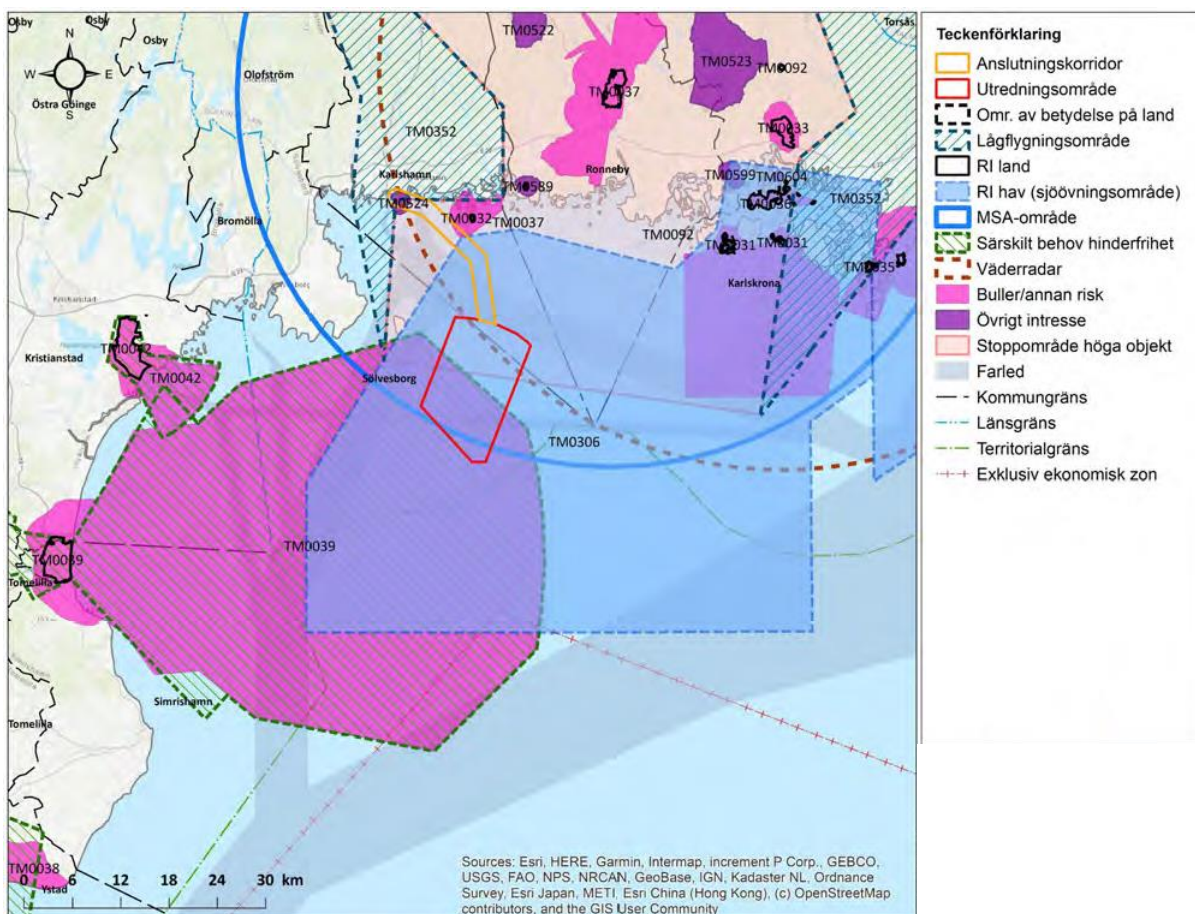 Osby
Osby
Osby
Olofström
Östra Göinge
N
W
E
S
TM0522
TM0523
TM0092
Torsås
TM0037
TM0033
TM0352
Karlshamn
Ronneby
TM0589
TM0599
TM0604
TM0036
TM0352
TM0524
TM0032
TM0037
TM0092
TM0031
TM0031
TM0035
Bromölla
Karlskrona
Kristianstad
TM0042
TM0042
Sölvesborg
TM0306
TM0039
TM0039
Tomelilla
Simrishamn
Tomelilla
TM0038
Ystad
0 6 12 18 24 30 km
Sources: Esri, HERE, Garmin, Intermap, increment P Corp., GEBCO,
USGS, FAO, NPS, NRCAN, GeoBase, IGN, Kadaster NL, Ordnance
Survey, Esri Japan, METI, Esri China (Hong Kong), (c) OpenStreetMap
contributors, and the GIS User Community
Teckenförklaring
Anslutningskorridor
Utredningsområde
Omr. av betydelse på land
Lågflygningsområde
RI land
RI hav (sjöövningsområde)
MSA-område
Särskilt behov hinderfrihet
Väderradar
Buller/annan risk
Övrigt intresse
Stoppområde höga objekt
Farled
Kommungräns
Länsgräns
Territorialgräns
Exklusiv ekonomisk zon